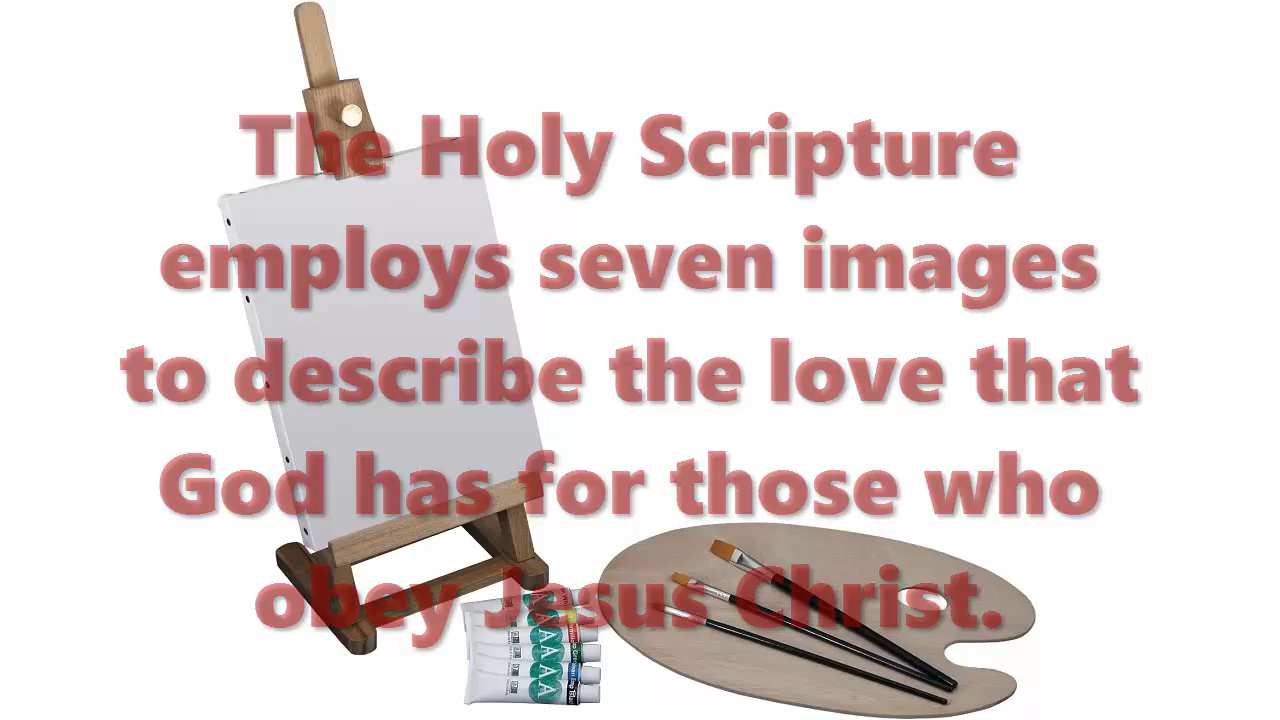 The Holy Scripture
employs seven images
to describe the love that
God has for those who
obey Jesus Christ.
A
A
A
A
A